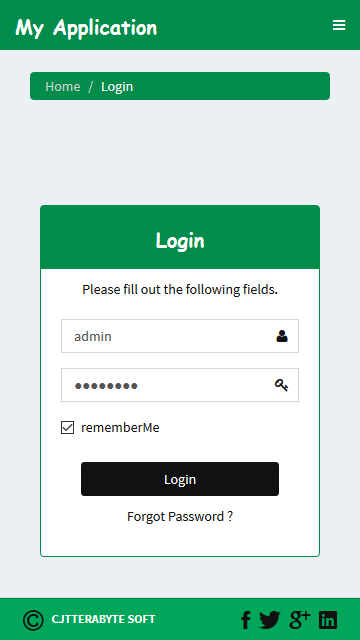 My Application
Home / Login
Login
Please fill out the following fields.
admin
rememberMe
Login
Forgot Password ?
© CJTTERABYTE SOFT